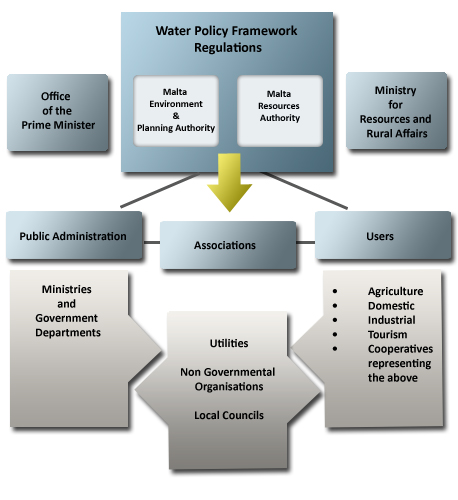 Water Policy Framework
Regulations
Office
of the
Prime Minister
Malta
Environment
&
Planning Authority
Malta
Resources
Authority
Ministry
for
Resources and
Rural Affairs
Public Administration
Associations
Users
Ministries
and
Government
Departments
Utilities
Non Governmental
Organisations
Local Councils
• Agriculture
• Domestic
• Industrial
• Tourism
• Cooperatives
representing
the above